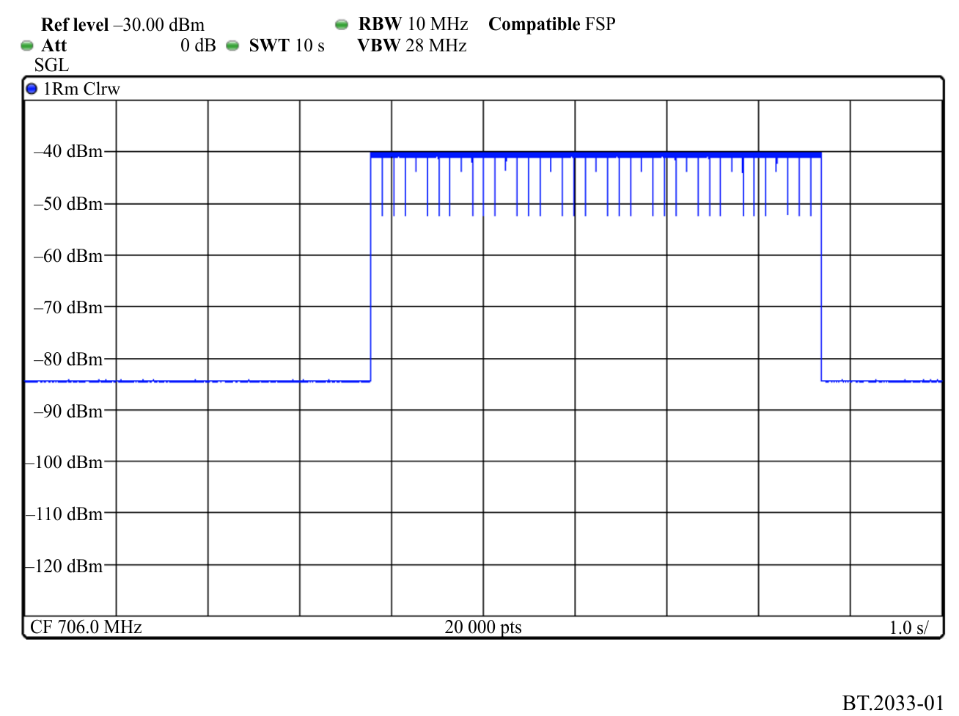 Ref level –30.00 dBm RBW 10 MHz Compatible FSP
Att 0 dB SWT 10 s VBW 28 MHz
SGL
1Rm Clrw
–40 dBm
–50 dBm
–60 dBm
–70 dBm
–80 dBm
–90 dBm
–100 dBm
–110 dBm
–120 dBm
CF 706.0 MHz 20 000 pts 1.0 s/
BT.2033-01